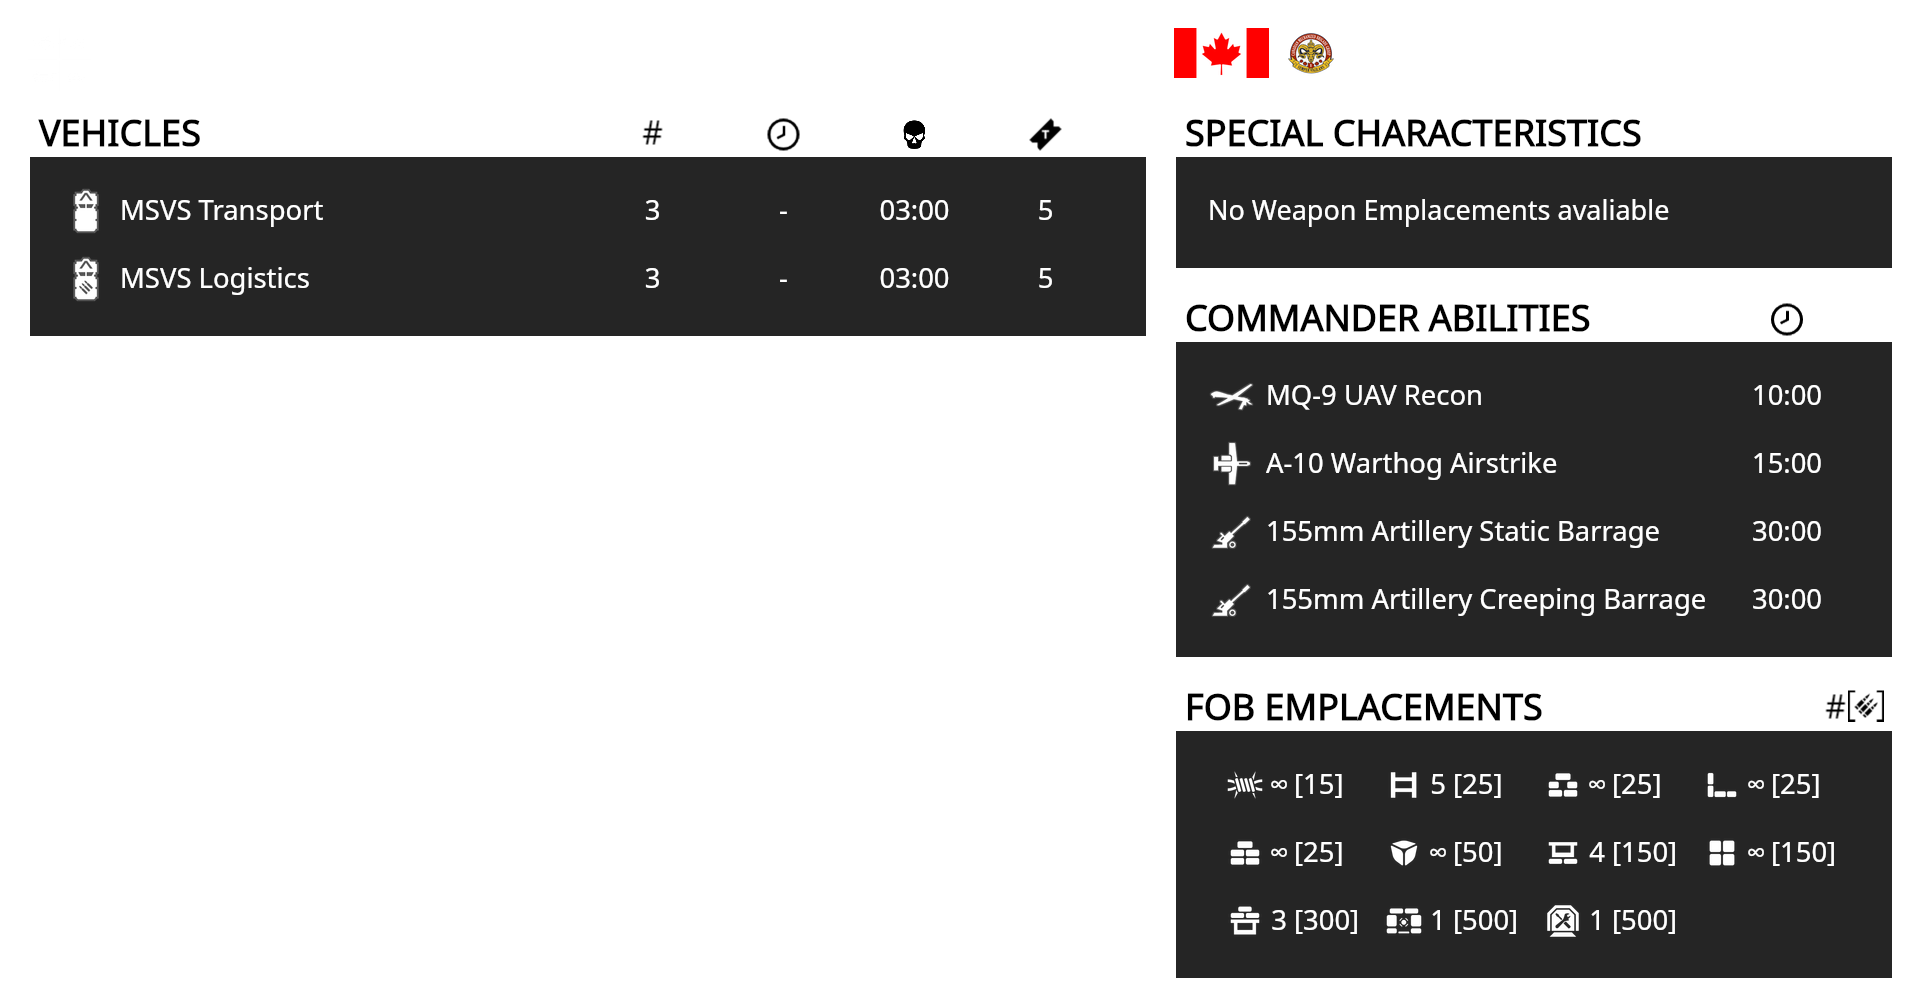 VEHICLES #
MSVS Transport 3 - 03:00 5
MSVS Logistics 3 - 03:00 5
SPECIAL CHARACTERISTICS
No Weapon Emplacements avaliable
COMMANDER ABILITIES
MQ-9 UAV Recon 10:00
A-10 Warthog Airstrike 15:00
155mm Artillery Static Barrage 30:00
155mm Artillery Creeping Barrage 30:00
FOB EMPLACEMENTS #[]
∞ [15] 5 [25] ∞ [25] ∞ [25]
∞ [25] ∞ [50] 4 [150] ∞ [150]
3 [300] 1 [500] 1 [500]